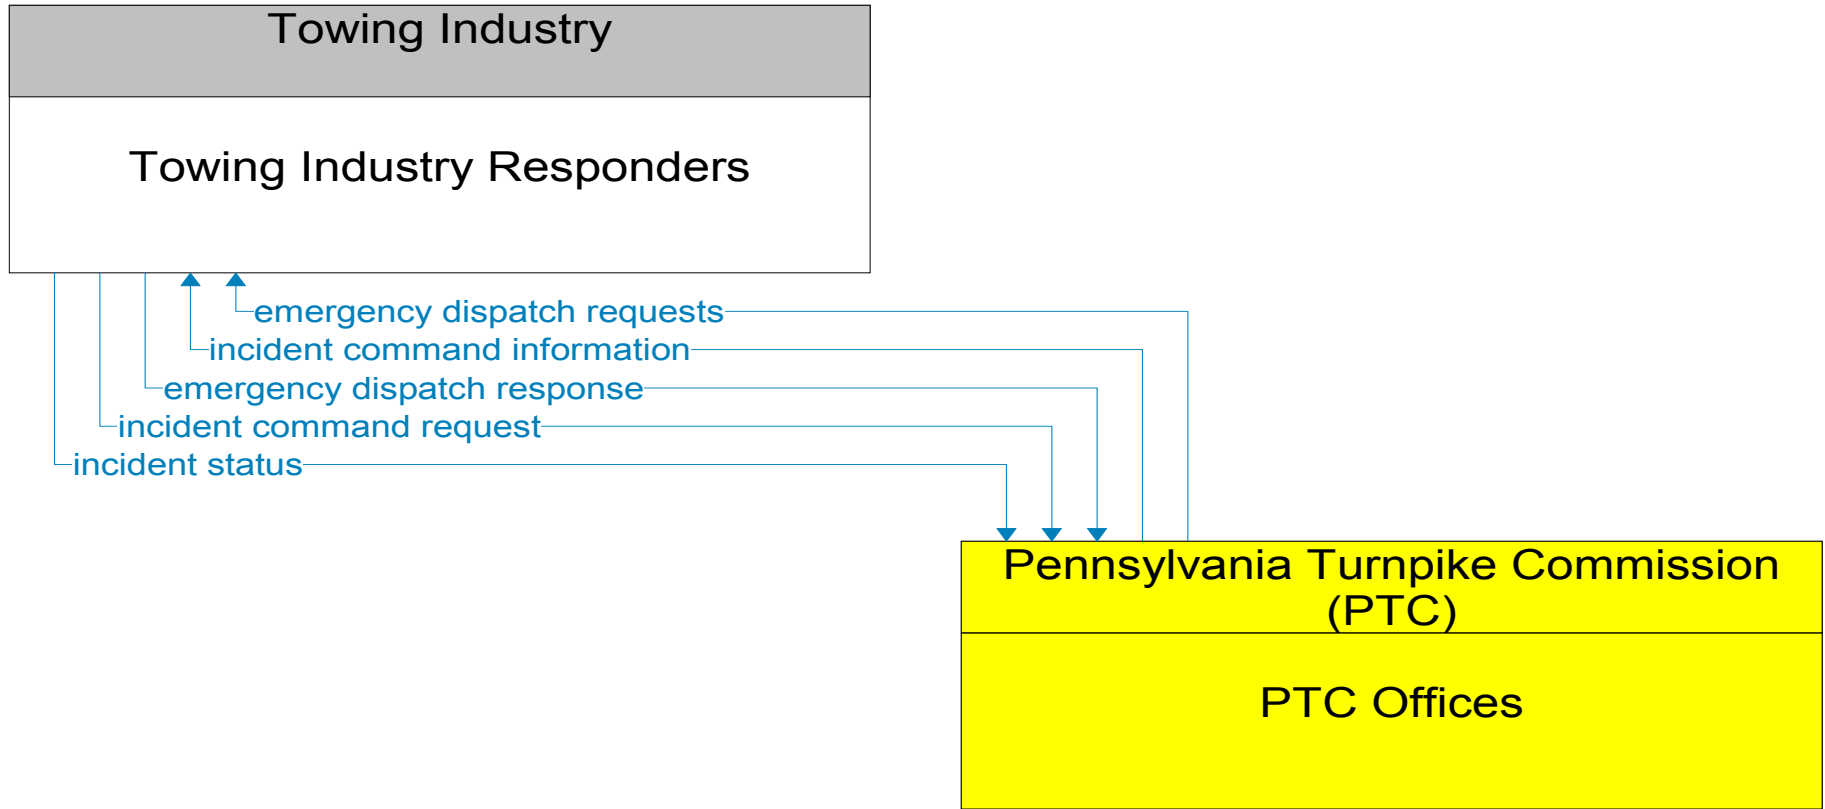 Towing Industry
Towing Industry Responders
emergency dispatch requests
incident command information
emergency dispatch response
incident command request
incident status
Pennsylvania Turnpike Commission
(PTC)
PTC Offices